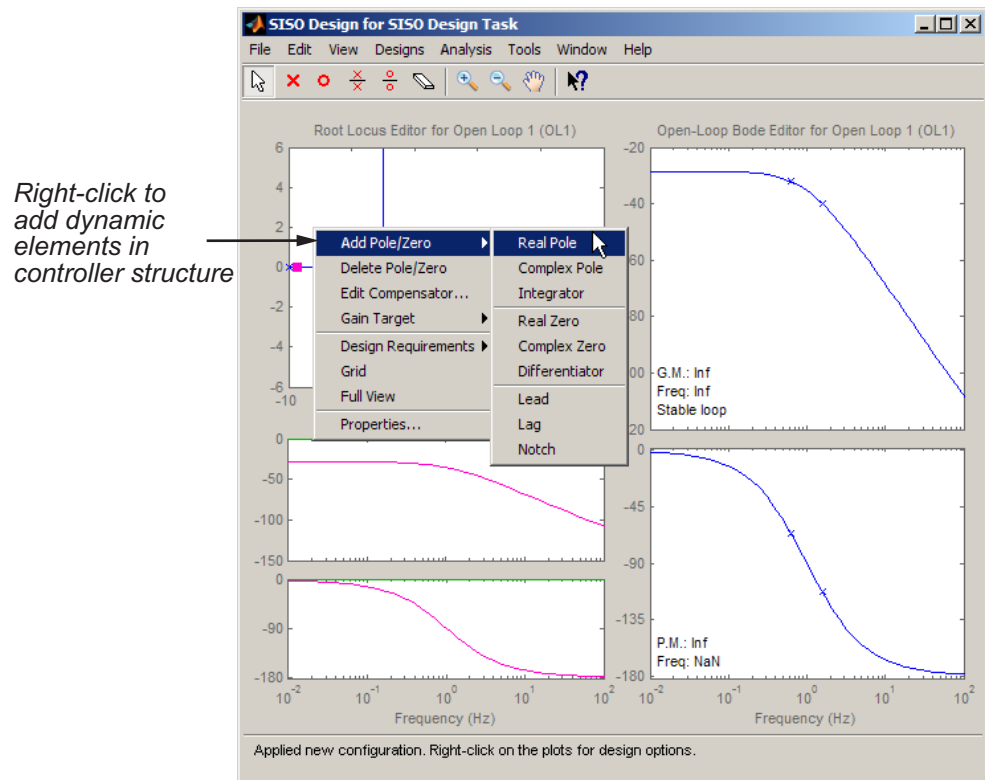 SISO Design for SISO Design Task
File Edit View Designs Analysis Tools Window Help
Root Locus Editor for Open Loop 1 (OL1)
Open-Loop Bode Editor for Open Loop 1 (OL1)
Right-click to
add dynamic
elements in
controller structure
6
4
2
0
-2
-4
-6
-10
Add Pole/Zero
Delete Pole/Zero
Edit Compensator...
Gain Target
Design Requirements
Grid
Full View
Properties...
Real Pole
Complex Pole
Integrator
Real Zero
Complex Zero
Differentiator
Lead
Lag
Notch
-20
-40
60
80
00
20
G.M.: Inf
Freq: Inf
Stable loop
0
-50
-100
-150
0
-90
-180
10^-2 10^-1 10^0 10^1 10^2
Frequency (Hz)
0
-45
-90
-135
-180
P.M.: Inf
Freq: NaN
10^-2 10^-1 10^0 10^1 10^2
Frequency (Hz)
Applied new configuration. Right-click on the plots for design options.